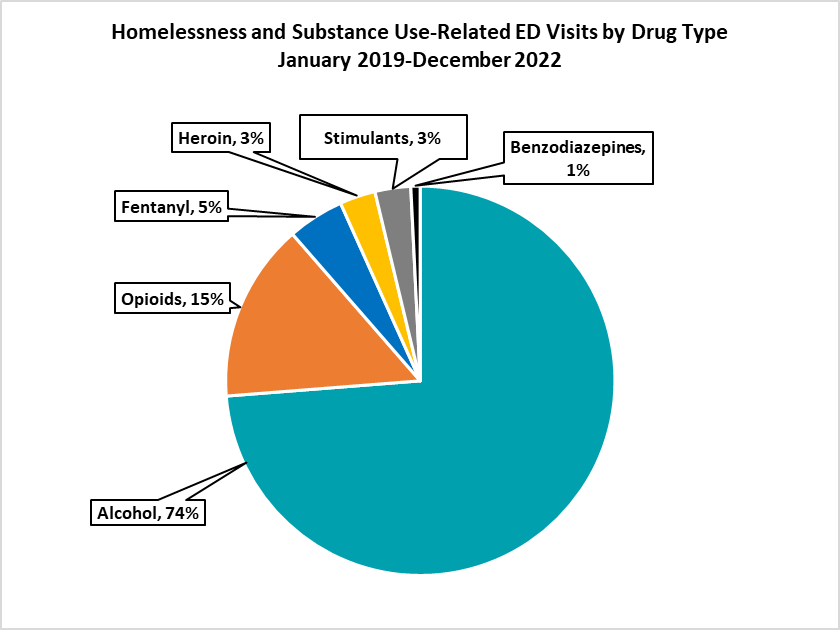 Homelessness and Substance Use-Related ED Visits by Drug Type
January 2019-December 2022
Heroin, 3%
Stimulants, 3%
Benzodiazepines,
1%
Fentanyl, 5%
Opioids, 15%
Alcohol, 74%